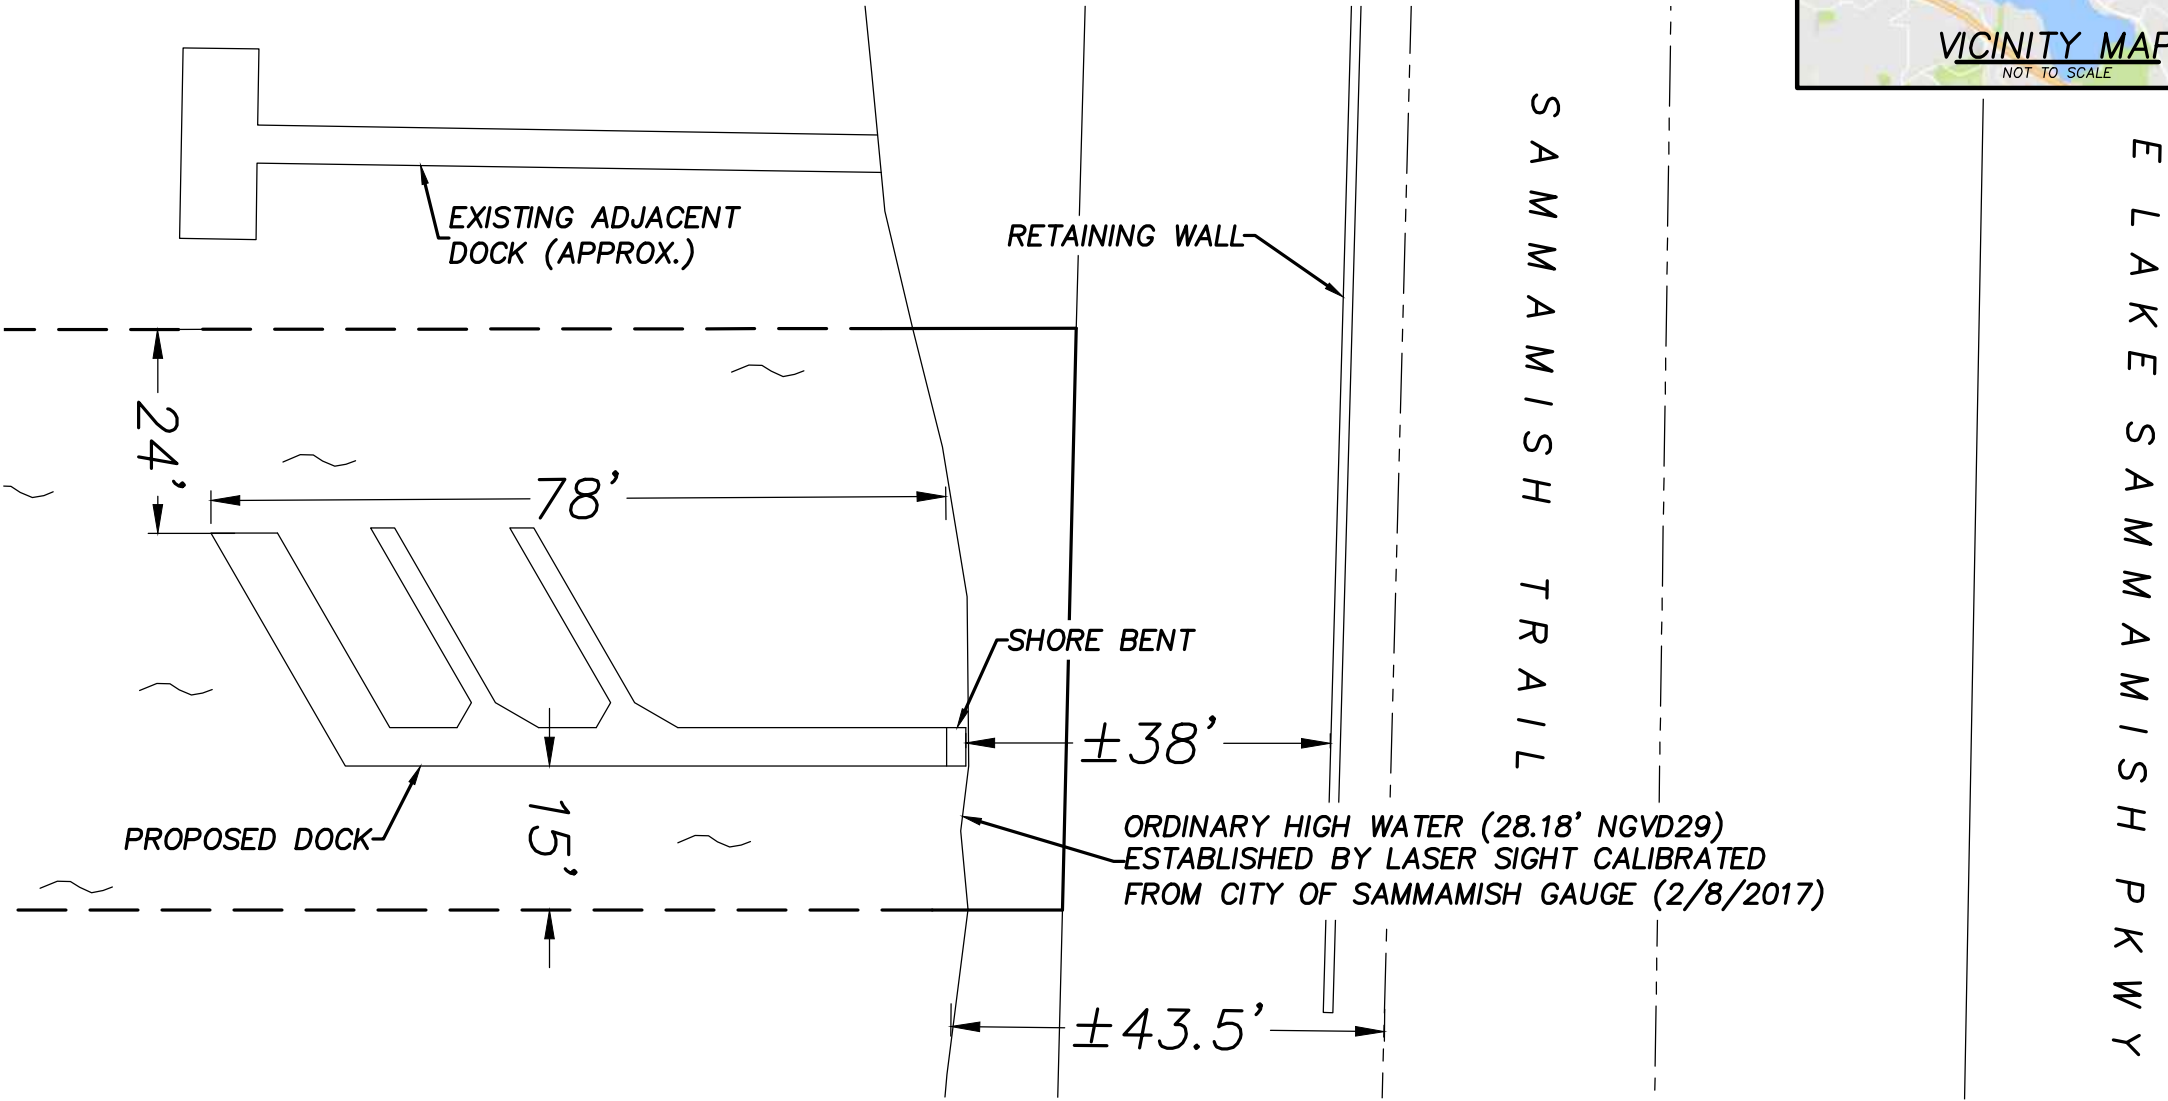 VICINITY MAP
NOT TO SCALE
EXISTING ADJACENT
DOCK (APPROX.)
RETAINING WALL
SAMMAMISH TRAIL
E LAKE SAMMAMISH PKWY
24'
78'
SHORE BENT
±38'
PROPOSED DOCK
15'
ORDINARY HIGH WATER (28.18' NGVD29)
ESTABLISHED BY LASER SIGHT CALIBRATED
FROM CITY OF SAMMAMISH GAUGE (2/8/2017)
±43.5'